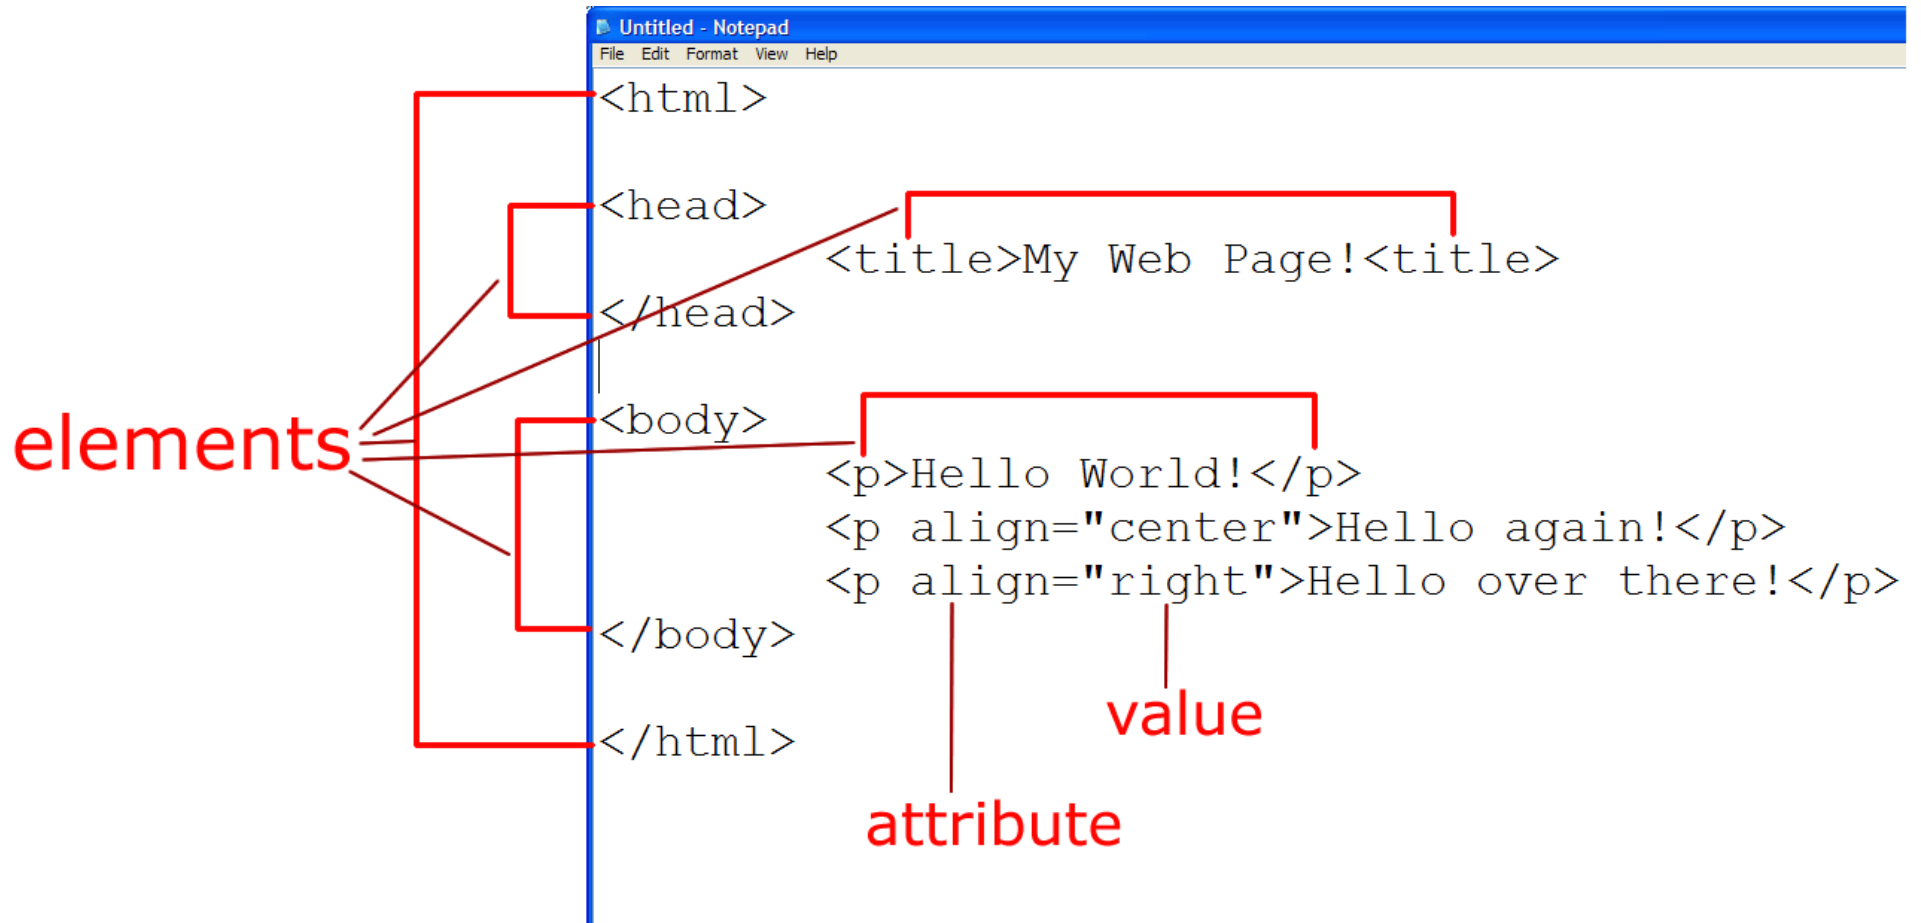 Untitled - Notepad
File Edit Format View Help
<html>
<head>
<title>My Web Page!<title>
</head>
elements
<body>
<p>Hello World!</p>
<p align="center">Hello again!</p>
<p align="right">Hello over there!</p>
</body>
value
</html>
attribute